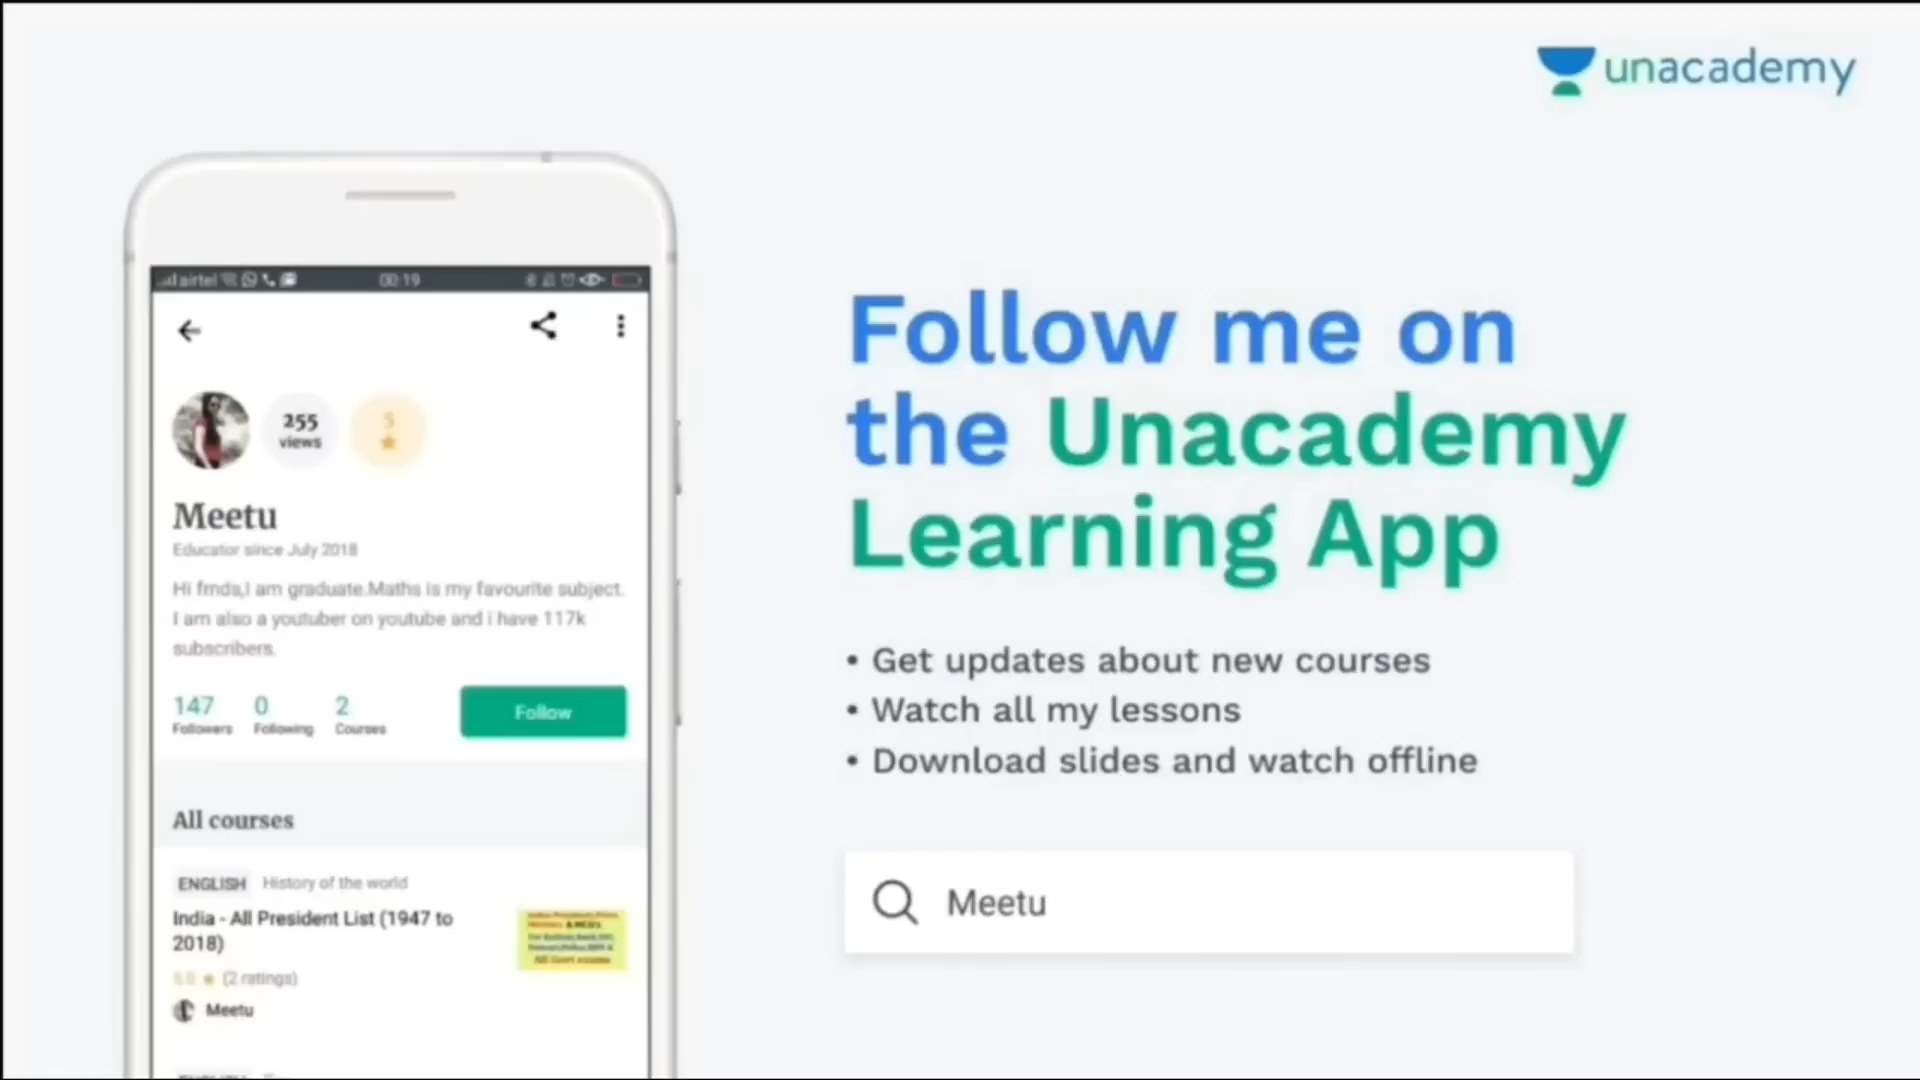 unacademy
airtel 00:19
255
views
5
Meetu
Educator since July 2018
Hi frnds,I am graduate.Maths is my favourite subject.
I am also a youtuber on youtube and i have 117k
subscribers.
147 0 2
Followers Following Courses
Follow
All courses
ENGLISH History of the world
India - All President List (1947 to
2018)
5.0 (2 ratings)
Meetu
Follow me on
the Unacademy
Learning App
• Get updates about new courses
• Watch all my lessons
• Download slides and watch offline
Meetu